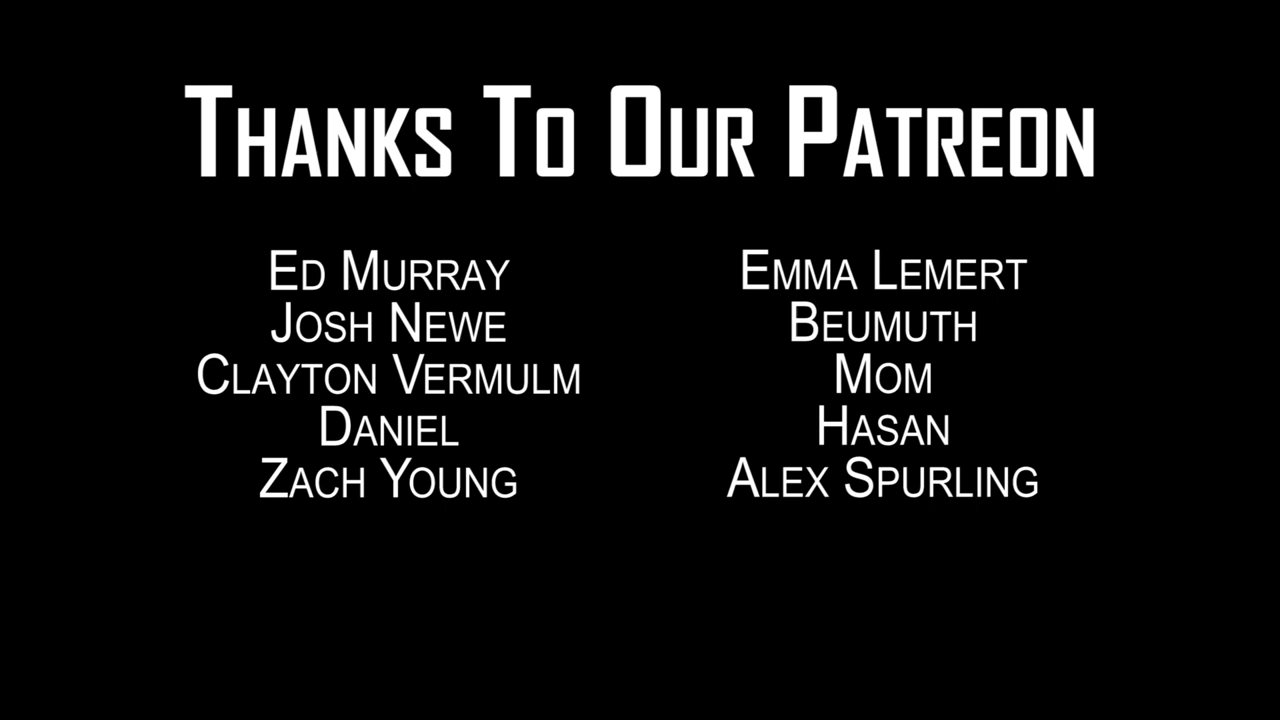 Thanks To Our Patreon
Ed Murray
Josh Newe
Clayton Vermulm
Daniel
Zach Young
Emma Lemert
Beumuth
Mom
Hasan
Alex Spurling